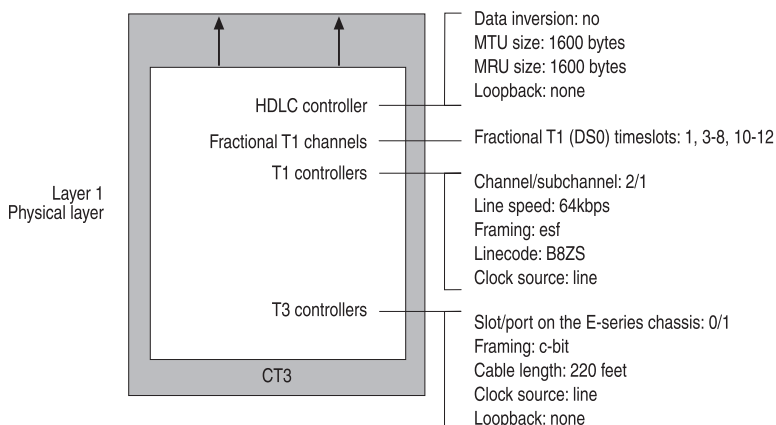 Data inversion: no
MTU size: 1600 bytes
MRU size: 1600 bytes
Loopback: none
HDLC controller
Fractional T1 channels
Fractional T1 (DS0) timeslots: 1, 3-8, 10-12
T1 controllers
Channel/subchannel: 2/1
Line speed: 64kbps
Framing: esf
Linecode: B8ZS
Clock source: line
Layer 1
Physical layer
T3 controllers
Slot/port on the E-series chassis: 0/1
Framing: c-bit
Cable length: 220 feet
Clock source: line
Loopback: none
CT3